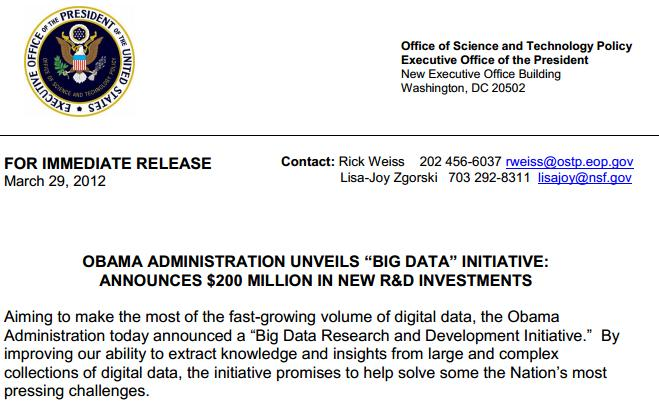 EXECUTIVE OFFICE OF THE PRESIDENT OF THE UNITED STATES
OFFICE OF SCIENCE AND TECHNOLOGY POLICY
Office of Science and Technology Policy
Executive Office of the President
New Executive Office Building
Washington, DC 20502
FOR IMMEDIATE RELEASE
March 29, 2012
Contact: Rick Weiss 202 456-6037 rweiss@ostp.eop.gov
Lisa-Joy Zgorski 703 292-8311 lisajoy@nsf.gov
OBAMA ADMINISTRATION UNVEILS “BIG DATA” INITIATIVE:
ANNOUNCES $200 MILLION IN NEW R&D INVESTMENTS
Aiming to make the most of the fast-growing volume of digital data, the Obama
Administration today announced a “Big Data Research and Development Initiative.” By
improving our ability to extract knowledge and insights from large and complex
collections of digital data, the initiative promises to help solve some the Nation’s most
pressing challenges.